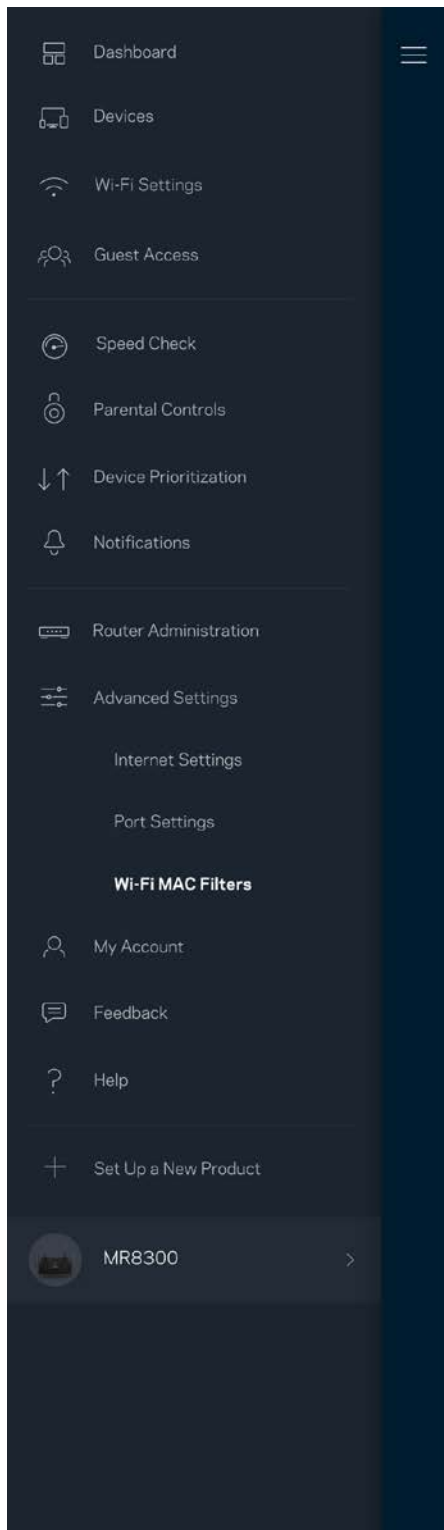 Dashboard
Devices
Wi-Fi Settings
Guest Access
Speed Check
Parental Controls
Device Prioritization
Notifications
Router Administration
Advanced Settings
Internet Settings
Port Settings
Wi-Fi MAC Filters
My Account
Feedback
Help
Set Up a New Product
MR8300